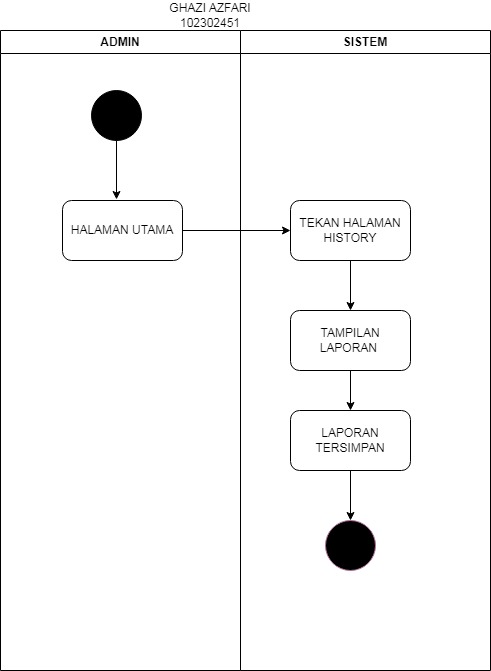 GHAZI AZFARI
102302451
ADMIN
SISTEM
HALAMAN UTAMA
TEKAN HALAMAN
HISTORY
TAMPILAN
LAPORAN
LAPORAN
TERSIMPAN